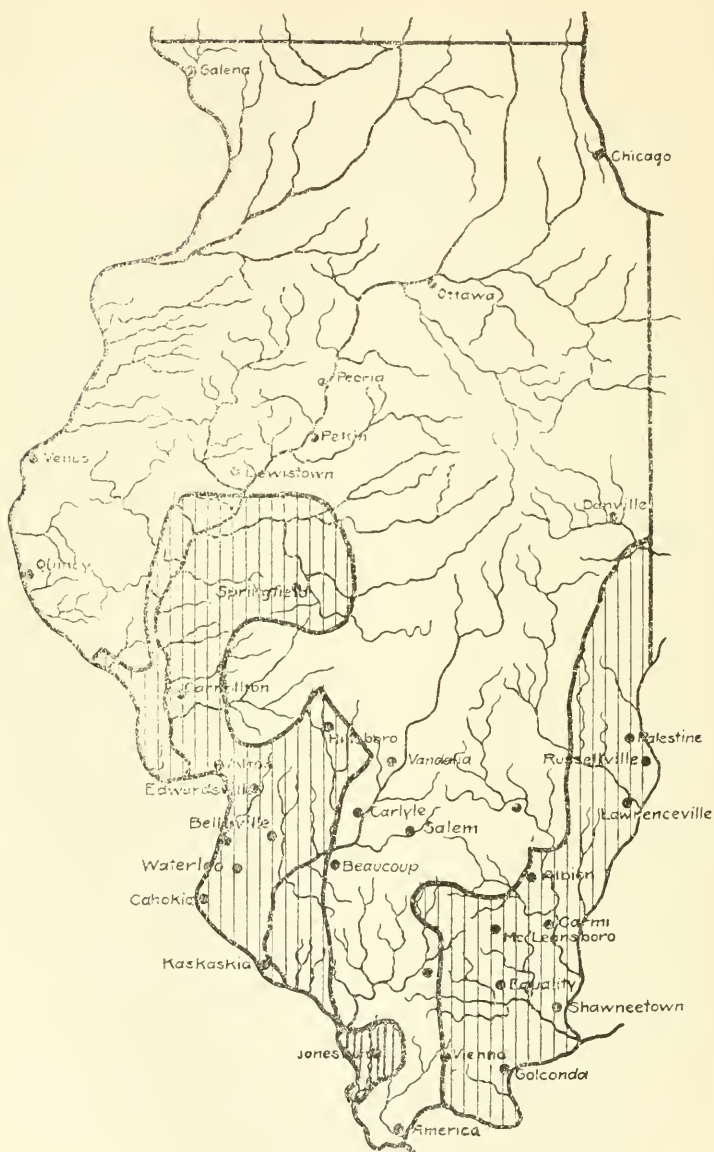 Galena
Chicago
Ottawa
Peoria
Pekin
Venus
Lewistown
Danville
Quincy
Springfield
Carrollton
Hillsboro
Palestine
Vandalia
Russellville
Alton
Edwardsville
Lawrenceville
Carlyle
Salem
Belleville
Waterloo
Beaucoup
Albion
Cahokia
Carmi
McLeansboro
Kaskaskia
Equality
Shawneetown
Jonesboro
Vienna
Golconda
America